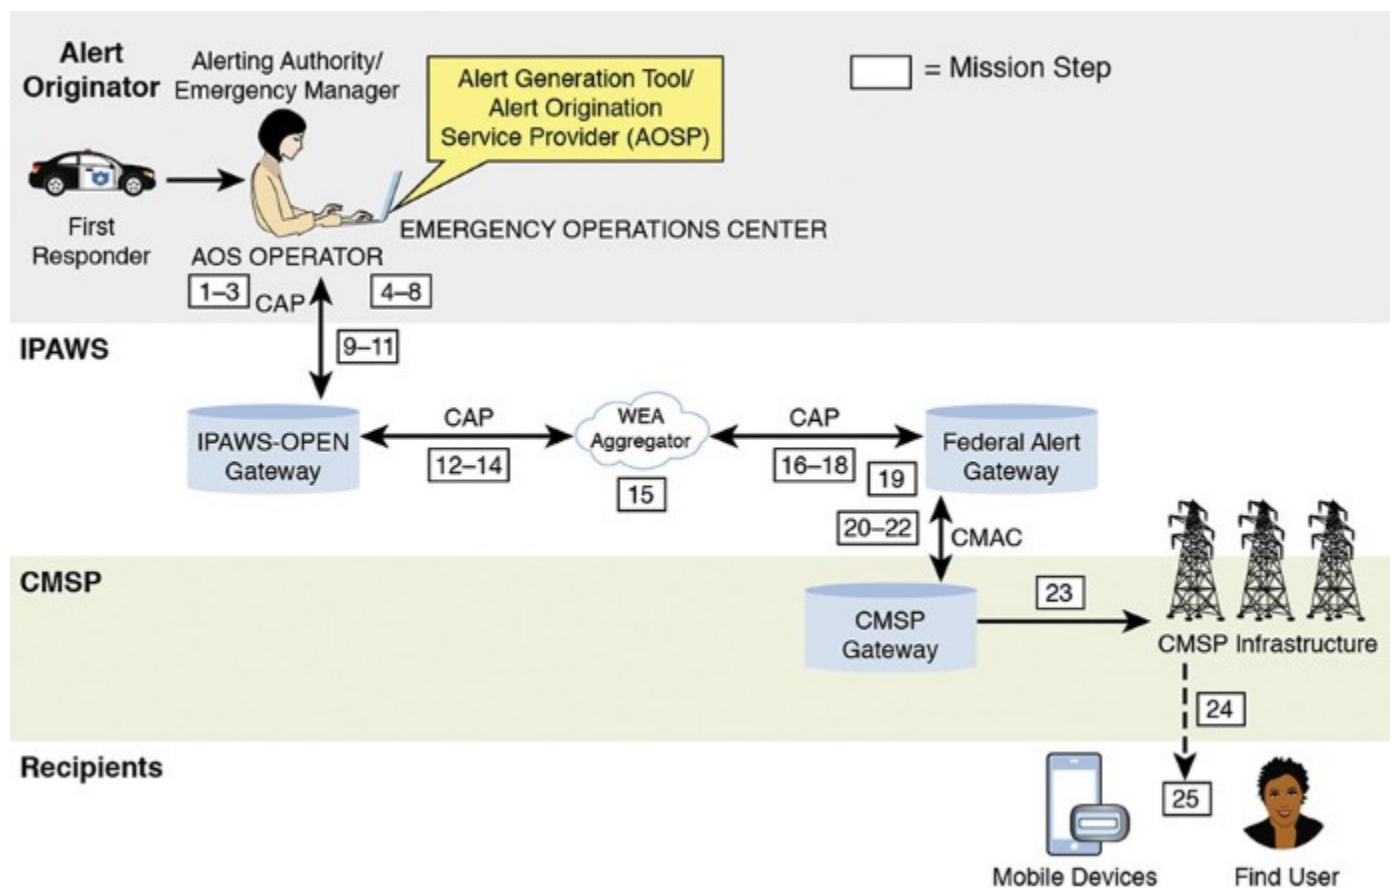 Alert
Originator
Alerting Authority/
Emergency Manager
Alert Generation Tool/
Alert Origination
Service Provider (AOSP)
= Mission Step
First
Responder
EMERGENCY OPERATIONS CENTER
AOS OPERATOR
1–3
CAP
4–8
IPAWS
9–11
IPAWS-OPEN
Gateway
CAP
12–14
WEA
Aggregator
15
CAP
16–18
19
Federal Alert
Gateway
20–22
CMAC
CMSP
CMSP
Gateway
23
CMSP Infrastructure
24
Recipients
25
Mobile Devices
Find User